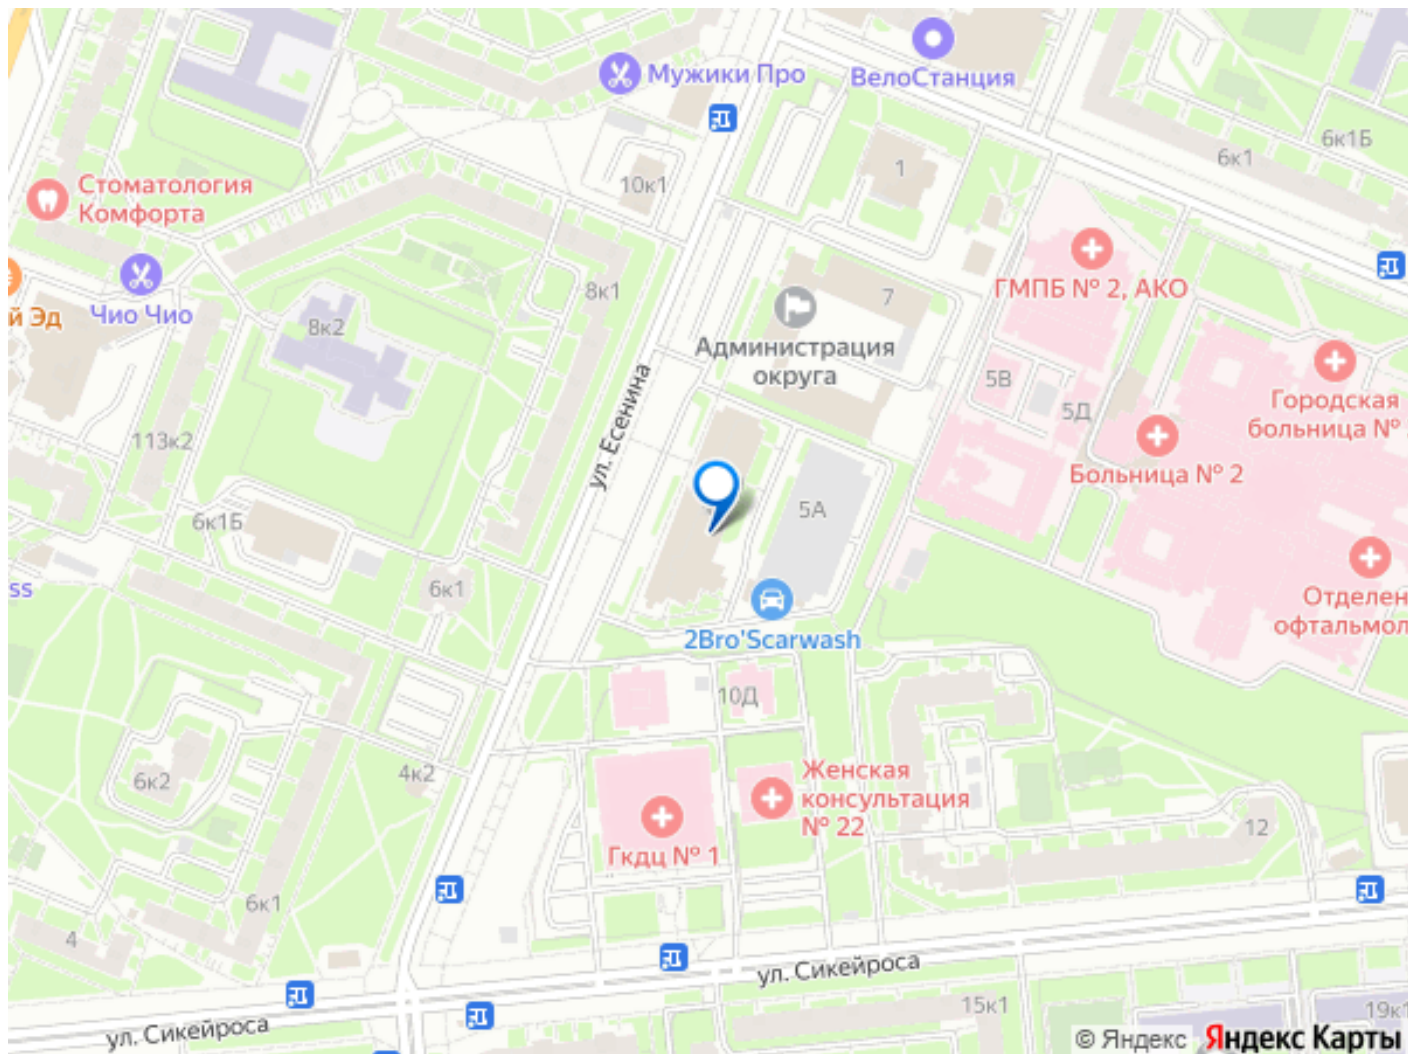 ВелоСтанция
Мужики Про
6к1Б
6к1
1
10к1
Стоматология
Комфорта
ГМПБ № 2, АКО
8к1
7
Чио Чио
й Эд
8к2
Администрация
округа
5В
5Д
Городская
больница №
113к2
ул. Есенина
Больница № 2
6к1Б
5А
ss
6к1
Отделен
офтальмол
2Bro'Scarwash
10Д
4к2
6к2
Женская
консультация
№ 22
12
Гкдц № 1
6к1
4
ул. Сикейроса
15к1
19к1
ул. Сикейроса
© Яндекс Яндекс Карты